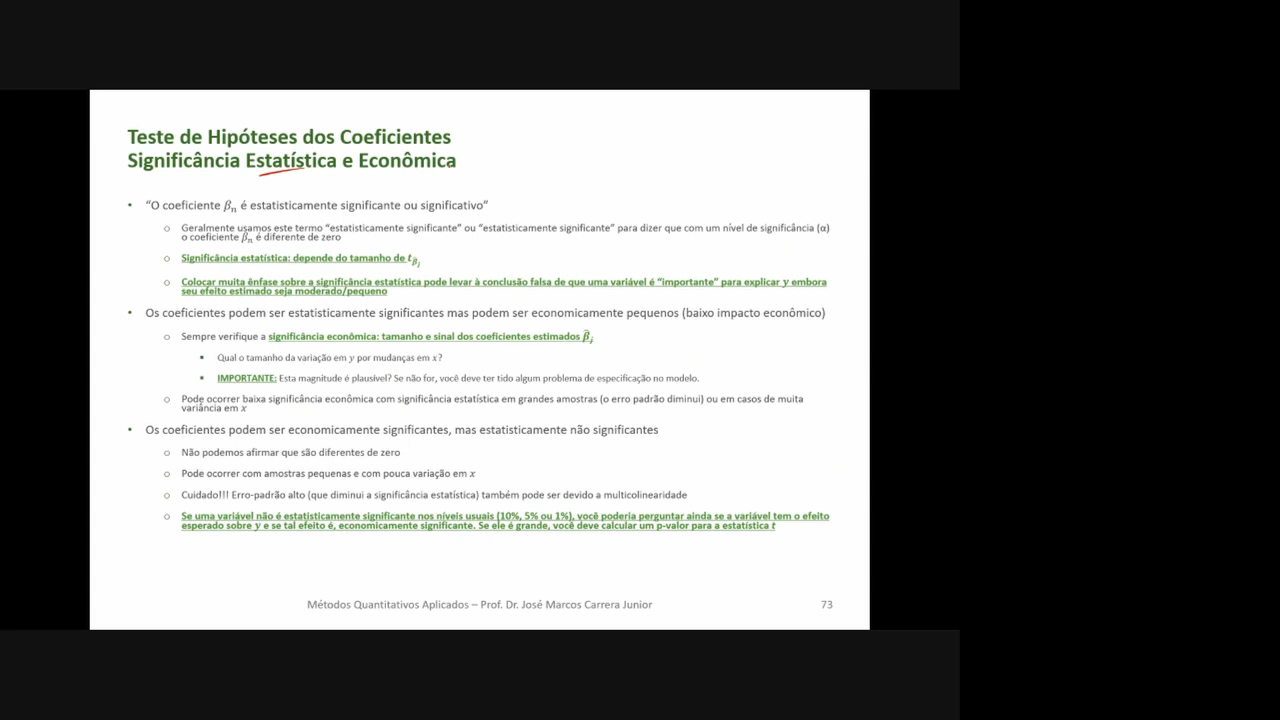 Teste de Hipóteses dos Coeficientes
Significância Estatística e Econômica
• “O coeficiente β̂ₙ é estatisticamente significante ou significativo”
o Geralmente usamos este termo “estatisticamente significante” ou “estatisticamente significante” para dizer que com um nível de significância (α)
o coeficiente β̂ₙ é diferente de zero
o Significância estatística: depende do tamanho de t_β̂ⱼ
o Colocar muita ênfase sobre a significância estatística pode levar à conclusão falsa de que uma variável é “importante” para explicar y embora
seu efeito estimado seja moderado/pequeno
• Os coeficientes podem ser estatisticamente significantes mas podem ser economicamente pequenos (baixo impacto econômico)
o Sempre verifique a significância econômica: tamanho e sinal dos coeficientes estimados β̂ⱼ
▪ Qual o tamanho da variação em y por mudanças em x?
▪ IMPORTANTE: Esta magnitude é plausível? Se não for, você deve ter tido algum problema de especificação no modelo.
o Pode ocorrer baixa significância econômica com significância estatística em grandes amostras (o erro padrão diminui) ou em casos de muita
variância em x
• Os coeficientes podem ser economicamente significantes, mas estatisticamente não significantes
o Não podemos afirmar que são diferentes de zero
o Pode ocorrer com amostras pequenas e com pouca variação em x
o Cuidado!!! Erro-padrão alto (que diminui a significância estatística) também pode ser devido a multicolinearidade
o Se uma variável não é estatisticamente significante nos níveis usuais (10%, 5% ou 1%), você poderia perguntar ainda se a variável tem o efeito
esperado sobre y e se tal efeito é, economicamente significante. Se ele é grande, você deve calcular um p-valor para a estatística t
Métodos Quantitativos Aplicados – Prof. Dr. José Marcos Carrera Junior
73